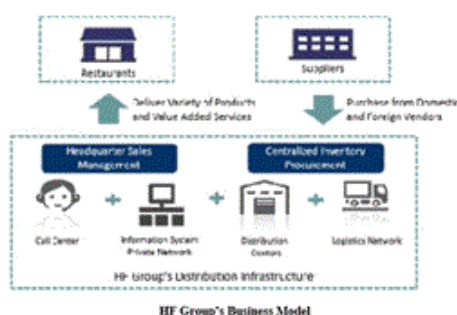 Restaurants
Suppliers
Deliver Variety of Products
and Value Added Services
Purchase from Domestic
and Foreign Vendors
Headquarter Sales
Management
Centralized Inventory
Procurement
Call Center
Information System
Private Network
Distribution
Centers
Logistics Network
HF Group's Distribution Infrastructure
HF Group's Business Model